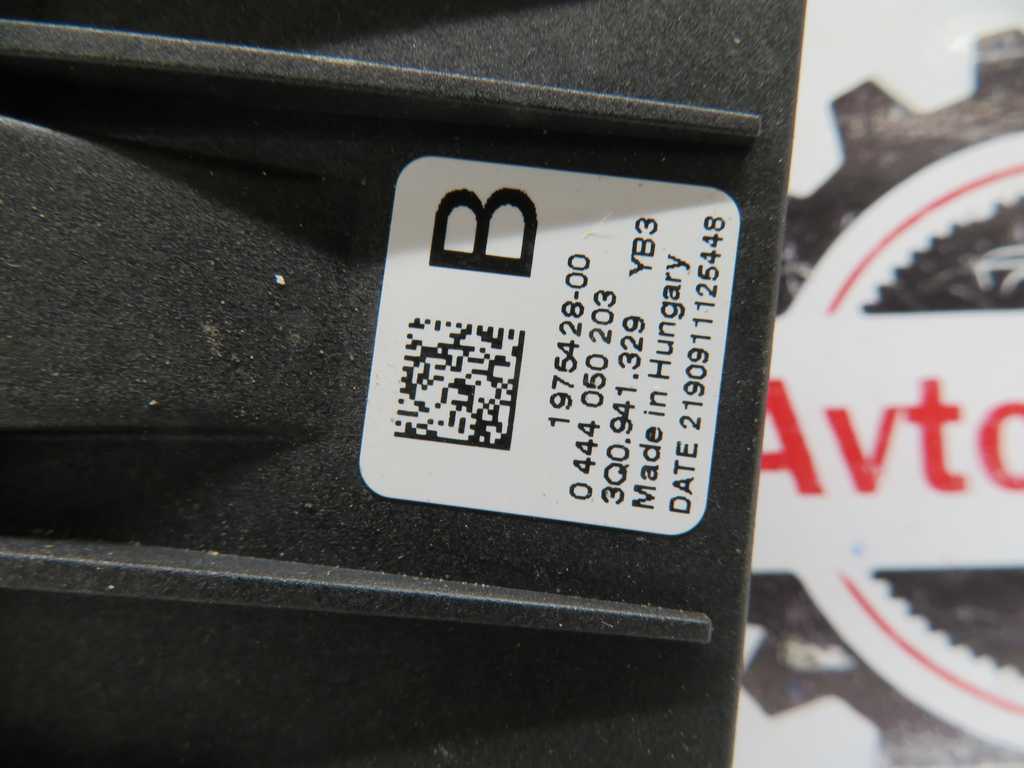 B
1975428-00
0 444 050 203
3Q0.941.329 YB3
Made in Hungary
DATE 2190911125448
Avto